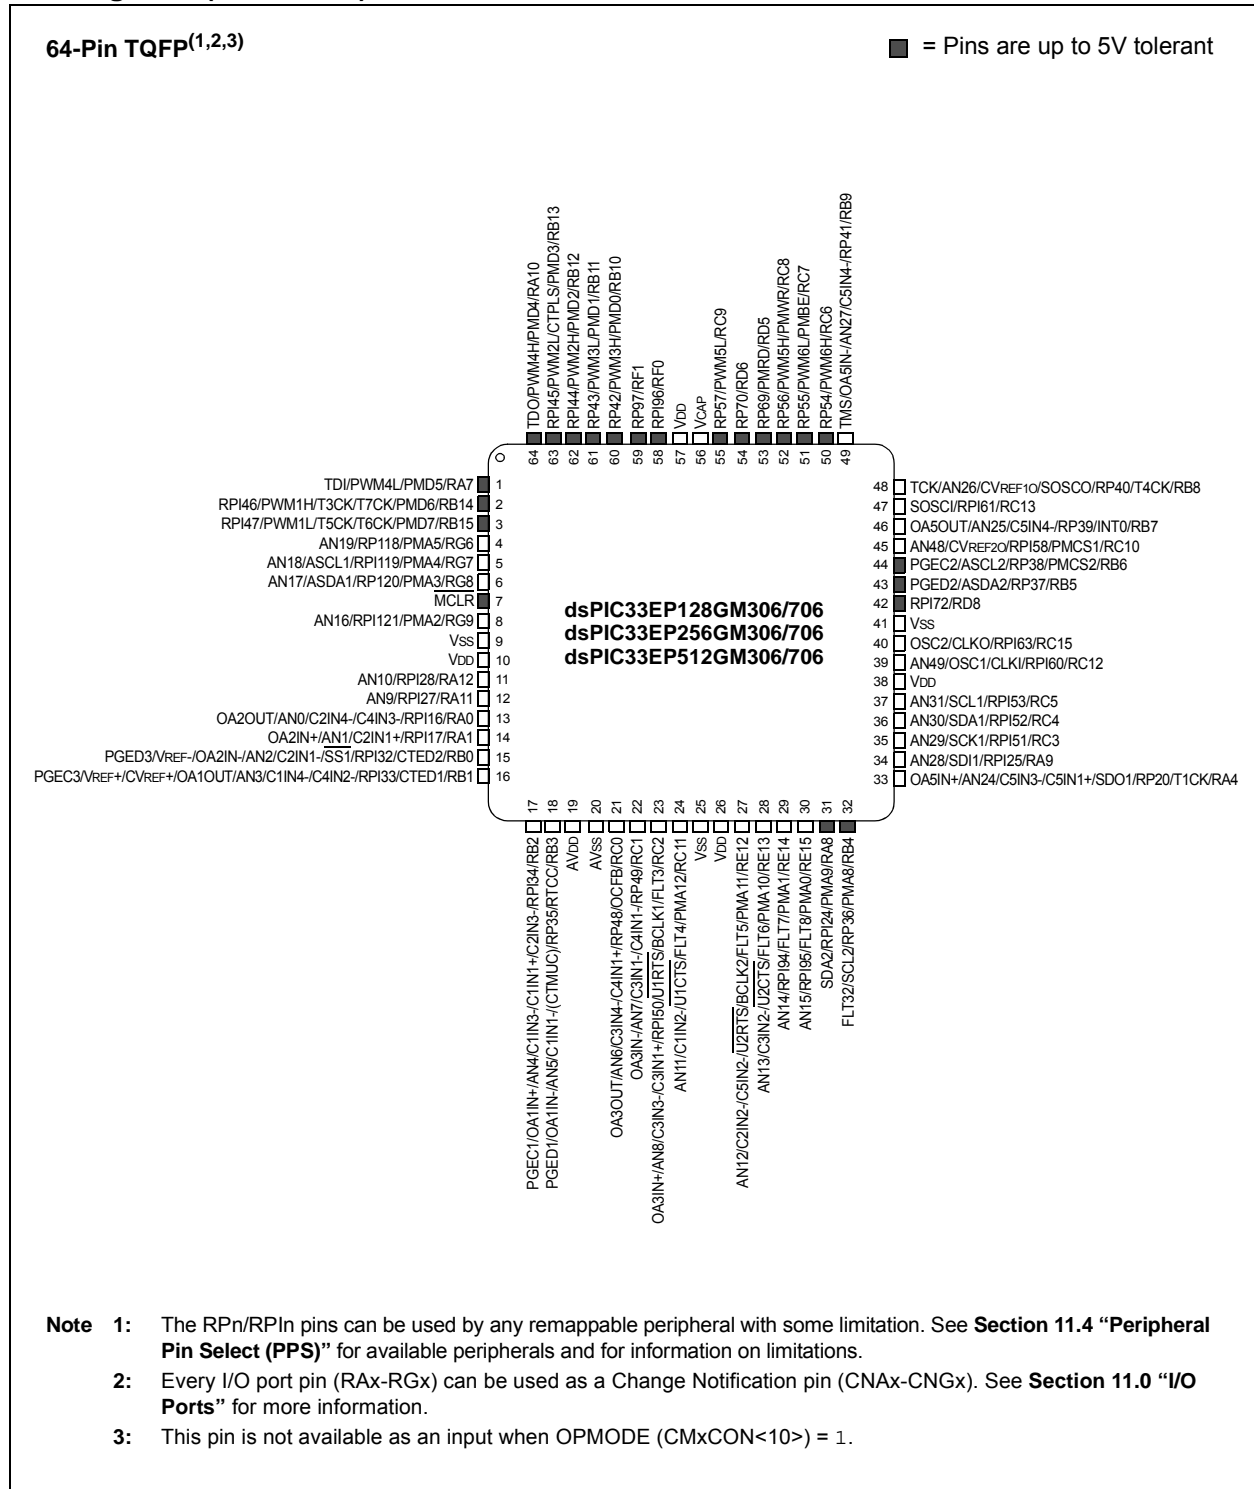 64-Pin TQFP(1,2,3)
= Pins are up to 5V tolerant
64 TDO/PWM4H/PMD4/RA10
63 RPI45/PWM2L/CTPLS/PMD3/RB13
62 RPI44/PWM2H/PMD2/RB12
61 RP43/PWM3L/PMD1/RB11
60 RP42/PWM3H/PMD0/RB10
59 RP97/RF1
58 RPI96/RF0
57 VDD
56 VCAP
55 RP57/PWM5L/RC9
54 RP70/RD6
53 RP69/PMRD/RD5
52 RP56/PWM5H/PMWR/RC8
51 RP55/PWM6L/PMBE/RC7
50 RP54/PWM6H/RC6
49 TMS/OA5IN-/AN27/C5IN4-/RP41/RB9
TDI/PWM4L/PMD5/RA7 1
RPI46/PWM1H/T3CK/T7CK/PMD6/RB14 2
RPI47/PWM1L/T5CK/T6CK/PMD7/RB15 3
AN19/RP118/PMA5/RG6 4
AN18/ASCL1/RPI119/PMA4/RG7 5
AN17/ASDA1/RP120/PMA3/RG8 6
MCLR 7
AN16/RPI121/PMA2/RG9 8
VSS 9
VDD 10
AN10/RPI28/RA12 11
AN9/RPI27/RA11 12
OA2OUT/AN0/C2IN4-/C4IN3-/RPI16/RA0 13
OA2IN+/AN1/C2IN1+/RPI17/RA1 14
PGED3/VREF-/OA2IN-/AN2/C2IN1-/SS1/RPI32/CTED2/RB0 15
PGEC3/VREF+/CVREF+/OA1OUT/AN3/C1IN4-/C4IN2-/RPI33/CTED1/RB1 16
dsPIC33EP128GM306/706
dsPIC33EP256GM306/706
dsPIC33EP512GM306/706
48 TCK/AN26/CVREF1O/SOSCO/RP40/T4CK/RB8
47 SOSCI/RPI61/RC13
46 OA5OUT/AN25/C5IN4-/RP39/INT0/RB7
45 AN48/CVREF2O/RPI58/PMCS1/RC10
44 PGEC2/ASCL2/RP38/PMCS2/RB6
43 PGED2/ASDA2/RP37/RB5
42 RPI72/RD8
41 VSS
40 OSC2/CLKO/RPI63/RC15
39 AN49/OSC1/CLKI/RPI60/RC12
38 VDD
37 AN31/SCL1/RPI53/RC5
36 AN30/SDA1/RPI52/RC4
35 AN29/SCK1/RPI51/RC3
34 AN28/SDI1/RPI25/RA9
33 OA5IN+/AN24/C5IN3-/C5IN1+/SDO1/RP20/T1CK/RA4
17 PGEC1/OA1IN+/AN4/C1IN3-/C1IN1+/C2IN3-/RPI34/RB2
18 PGED1/OA1IN-/AN5/C1IN1-/(CTMUC)/RP35/RTCC/RB3
19 AVDD
20 AVSS
21 OA3OUT/AN6/C3IN4-/C4IN1+/RP48/OCFB/RC0
22 OA3IN-/AN7/C3IN1-/C4IN1-/RP49/RC1
23 OA3IN+/AN8/C3IN3-/C3IN1+/RPI50/U1RTS/BCLK1/FLT3/RC2
24 AN11/C1IN2-/U1CTS/FLT4/PMA12/RC11
25 VSS
26 VDD
27 AN12/C2IN2-/C5IN2-/U2RTS/BCLK2/FLT5/PMA11/RE12
28 AN13/C3IN2-/U2CTS/FLT6/PMA10/RE13
29 AN14/RPI94/FLT7/PMA1/RE14
30 AN15/RPI95/FLT8/PMA0/RE15
31 SDA2/RPI24/PMA9/RA8
32 FLT32/SCL2/RP36/PMA8/RB4
Note 1: The RPn/RPIn pins can be used by any remappable peripheral with some limitation. See Section 11.4 “Peripheral
Pin Select (PPS)” for available peripherals and for information on limitations.
2: Every I/O port pin (RAx-RGx) can be used as a Change Notification pin (CNAx-CNGx). See Section 11.0 “I/O
Ports” for more information.
3: This pin is not available as an input when OPMODE (CMxCON<10>) = 1.